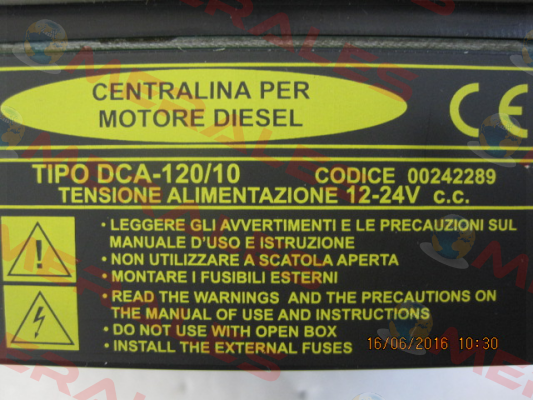 CENTRALINA PER
MOTORE DIESEL
CE
TIPO DCA-120/10 CODICE 00242289
TENSIONE ALIMENTAZIONE 12-24V c.c.
• LEGGERE GLI AVVERTIMENTI E LE PRECAUZIONI SUL
MANUALE D'USO E ISTRUZIONE
• NON UTILIZZARE A SCATOLA APERTA
• MONTARE I FUSIBILI ESTERNI
• READ THE WARNINGS AND THE PRECAUTIONS ON
THE MANUAL OF USE AND INSTRUCTIONS
• DO NOT USE WITH OPEN BOX
• INSTALL THE EXTERNAL FUSES
16/06/2016 10:30
MERALES